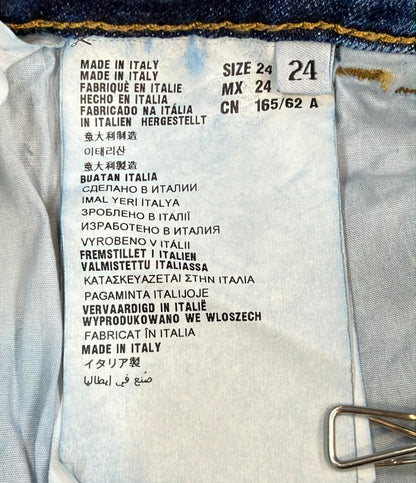 MADE IN ITALY
MADE IN ITALY
FABRIQUÉ EN ITALIE
HECHO EN ITALIA
FABRICADO NA ITÁLIA
IN ITALIEN HERGESTELLT
SIZE 24
MX 24
CN 165/62 A
24
意大利制造
이태리산
意大利製造
BUATAN ITALIA
СДЕЛАНО В ИТАЛИИ
IMAL YERİ İTALYA
ЗРОБЛЕНО В ІТАЛІЇ
ИЗРАБОТЕНО В ИТАЛИЯ
VYROBENO V ITÁLII
FREMSTILLET I ITALIEN
VALMISTETTU ITALIASSA
ΚΑΤΑΣΚΕΥΑΖΕΤΑΙ ΣΤΗΝ ΙΤΑΛΙΑ
PAGAMINTA ITALIJOJE
VERVAARDIGD IN ITALIË
WYPRODUKOWANO WE WLOSZECH
FABRICAT ÎN ITALIA
MADE IN ITALY
イタリア製
صُنع في إيطاليا